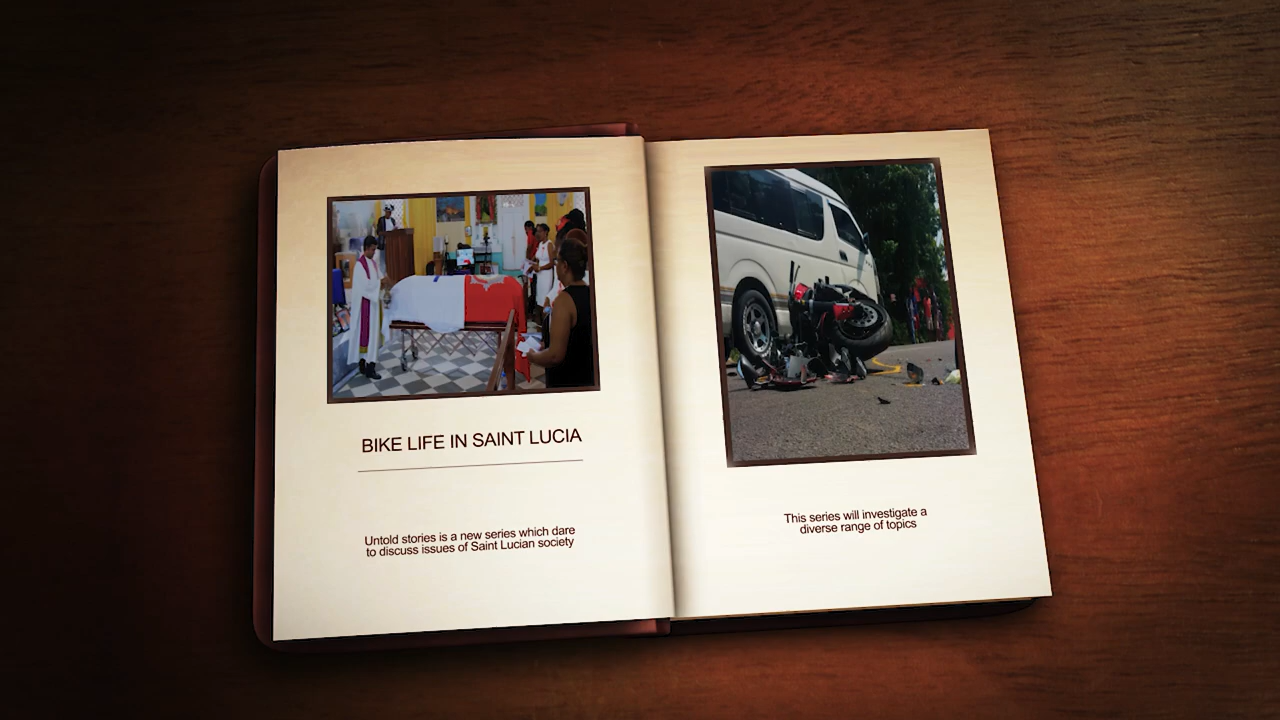 BIKE LIFE IN SAINT LUCIA
Untold stories is a new series which dare
to discuss issues of Saint Lucian society
This series will investigate a
diverse range of topics